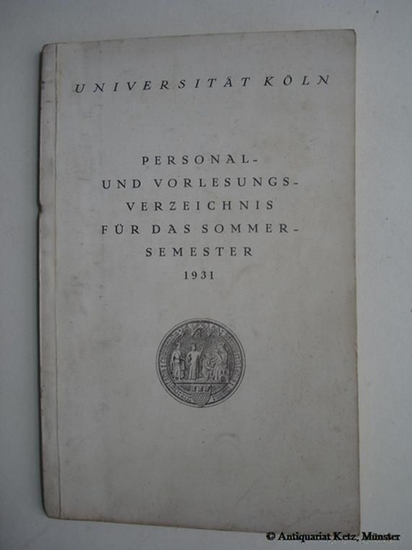 UNIVERSITÄT KÖLN
PERSONAL-
UND VORLESUNGS-
VERZEICHNIS
FÜR DAS SOMMER-
SEMESTER
1931
© Antiquariat Ketz, Münster